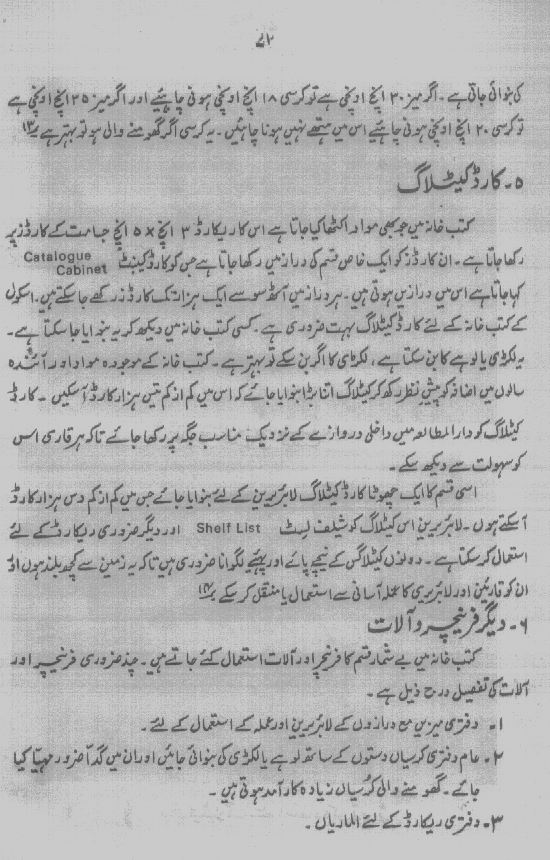 ۷۲
کی بنوائی جاتی ہے۔ اگر میز ۳۰ انچ اونچی ہے تو کرسی ۱۸ انچ اونچی ہونی چاہیئے اور اگر میز ۳۵ انچ اونچی ہے
تو کرسی ۲۰ انچ اونچی ہونی چاہیئے اس میں ہتھے نہیں ہونا چاہئیں۔ یہ کرسی اگر گھومنے والی ہو تو بہتر ہے ۱۳؎
۵۔ کارڈ کیٹلاگ
کتب خانہ میں جو بھی مواد اکٹھا کیا جاتا ہے اس کا ریکارڈ ۳ انچ × ۵ انچ جسامت کے کارڈز پر
رکھا جاتا ہے۔ ان کارڈز کو ایک خاص قسم کی دراز میں رکھا جاتا ہے جس کو کارڈ کیبنٹ Catalogue Cabinet
کہا جاتا ہے اس میں درازیں ہوتی ہیں۔ ہر دراز میں آٹھ سو سے ایک ہزار تک کارڈز رکھے جا سکتے ہیں۔ اسکول
کے کتب خانہ کے لئے کارڈ کیٹلاگ بہت ضروری ہے۔ کسی کتب خانہ میں دیکھ کر یہ بنوایا جا سکتا ہے۔
یہ لکڑی یا لوہے کا بن سکتا ہے، لکڑی کا اگر بن سکے تو بہتر ہے۔ کتب خانہ کے موجودہ مواد اور آئندہ
سالوں میں اضافہ کو پیش نظر رکھ کر کیٹلاگ اتنا بڑا بنوایا جائے کہ اس میں کم از کم تیس ہزار کارڈ آ سکیں۔ کارڈ
کیٹلاگ کو دارالمطالعہ میں داخلی دروازے کے نزدیک مناسب جگہ پر رکھا جائے تاکہ ہر قاری اس
کو سہولت سے دیکھ سکے۔
اسی قسم کا ایک چھوٹا کارڈ کیٹلاگ لائبریرین کے لئے بنوایا جائے جس میں کم از کم دس ہزار کارڈ
آ سکتے ہوں۔ لائبریرین اس کیٹلاگ کو شیلف لسٹ Shelf List اور دیگر ضروری ریکارڈ کے لئے
استعمال کر سکتا ہے۔ دونوں کیٹلاگس کے نیچے پائے اور پہیئے لگوانا ضروری ہیں تاکہ یہ زمین سے کچھ بلند ہوں اور
ان کو قارئین اور لائبریری کا عملہ آسانی سے استعمال یا منتقل کر سکے ۱۴؎
۶۔ دیگر فرنیچر و آلات
کتب خانہ میں بے شمار قسم کا فرنیچر اور آلات استعمال کئے جاتے ہیں۔ چند ضروری فرنیچر اور
آلات کی تفصیل درج ذیل ہے۔
۱۔ دفتری میزیں مع درازوں کے لائبریرین اور عملہ کے استعمال کے لئے۔
۲۔ عام دفتری کرسیاں دستوں کے ساتھ لوہے یا لکڑی کی بنوائی جائیں اور ان میں گدا ضرور مہیا کیا
جائے۔ گھومنے والی کرسیاں زیادہ کارآمد ہوتی ہیں۔
۳۔ دفتری ریکارڈ کے لئے الماریاں۔